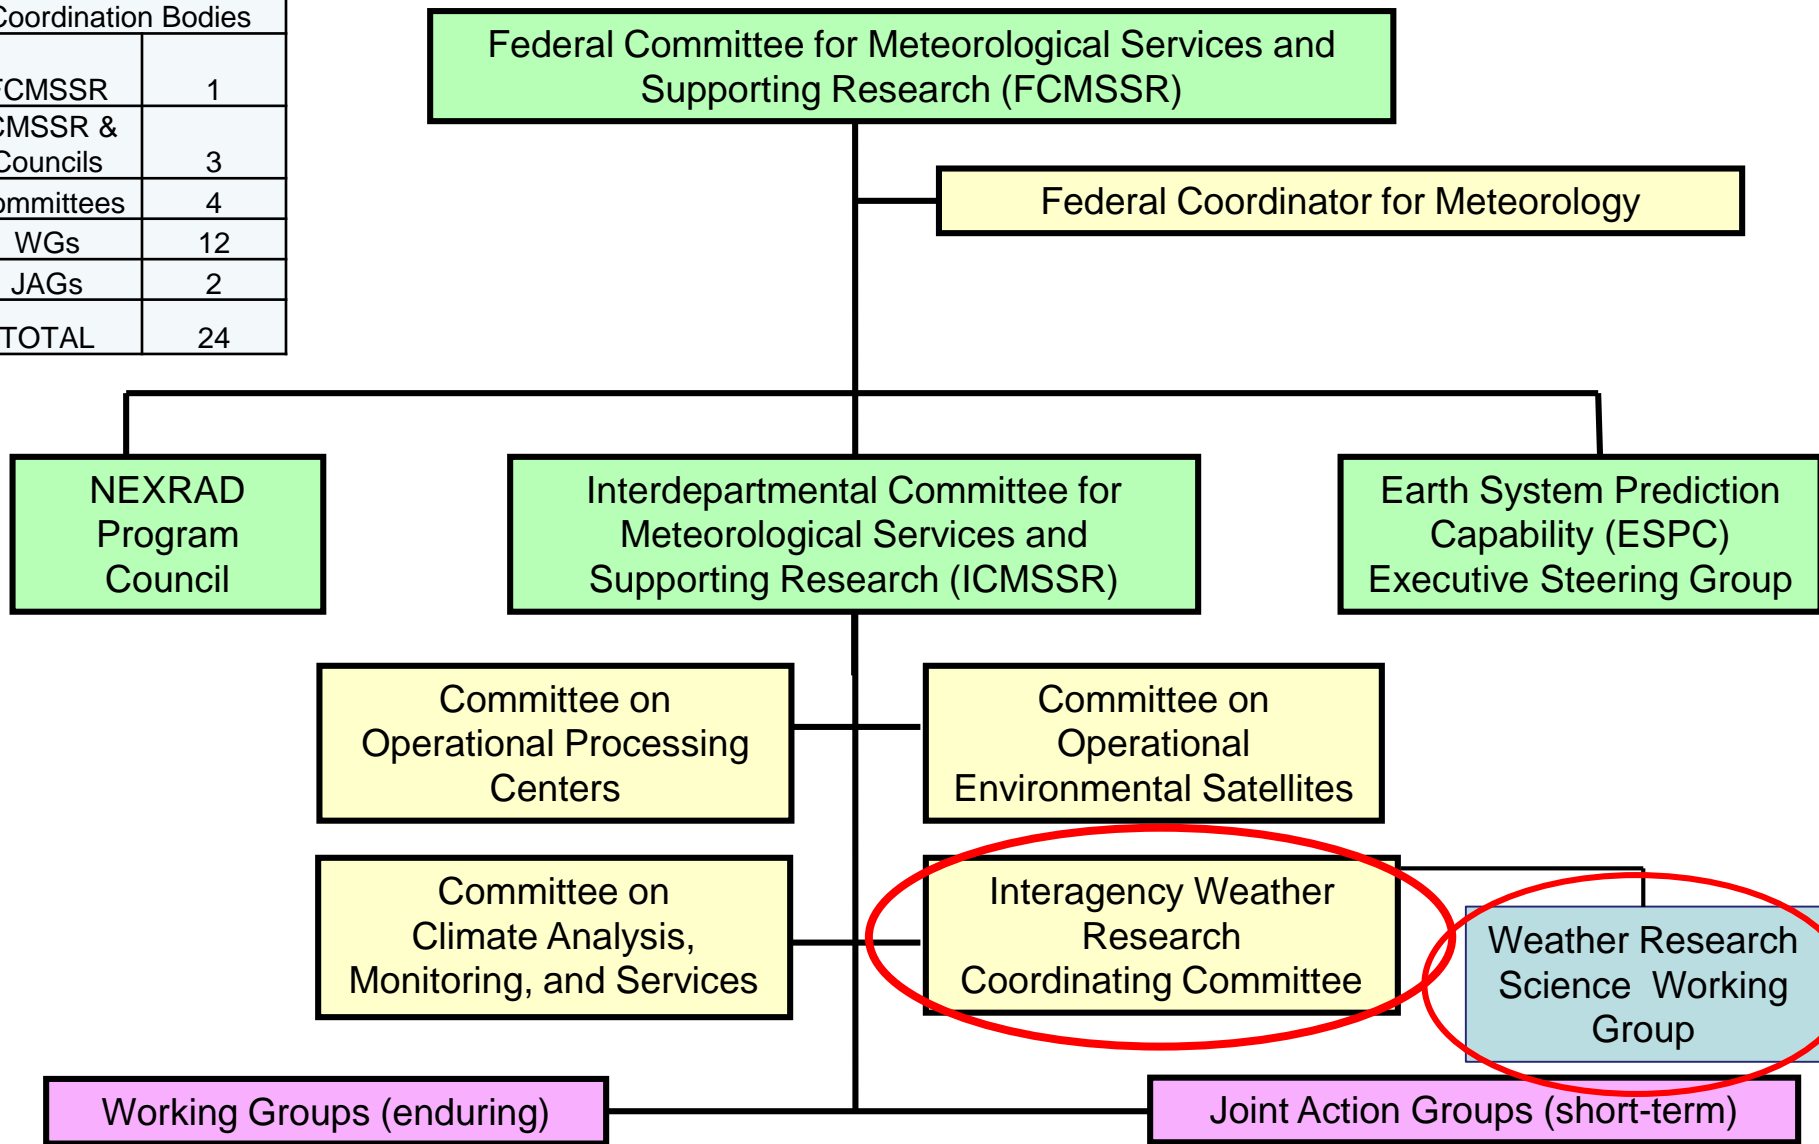 Coordination Bodies
FCMSSR 1
CMSSR &
Councils 3
ommittees 4
WGs 12
JAGs 2
TOTAL 24
Federal Committee for Meteorological Services and
Supporting Research (FCMSSR)
Federal Coordinator for Meteorology
NEXRAD
Program
Council
Interdepartmental Committee for
Meteorological Services and
Supporting Research (ICMSSR)
Earth System Prediction
Capability (ESPC)
Executive Steering Group
Committee on
Operational Processing
Centers
Committee on
Operational
Environmental Satellites
Committee on
Climate Analysis,
Monitoring, and Services
Interagency Weather
Research
Coordinating Committee
Weather Research
Science Working
Group
Working Groups (enduring)
Joint Action Groups (short-term)